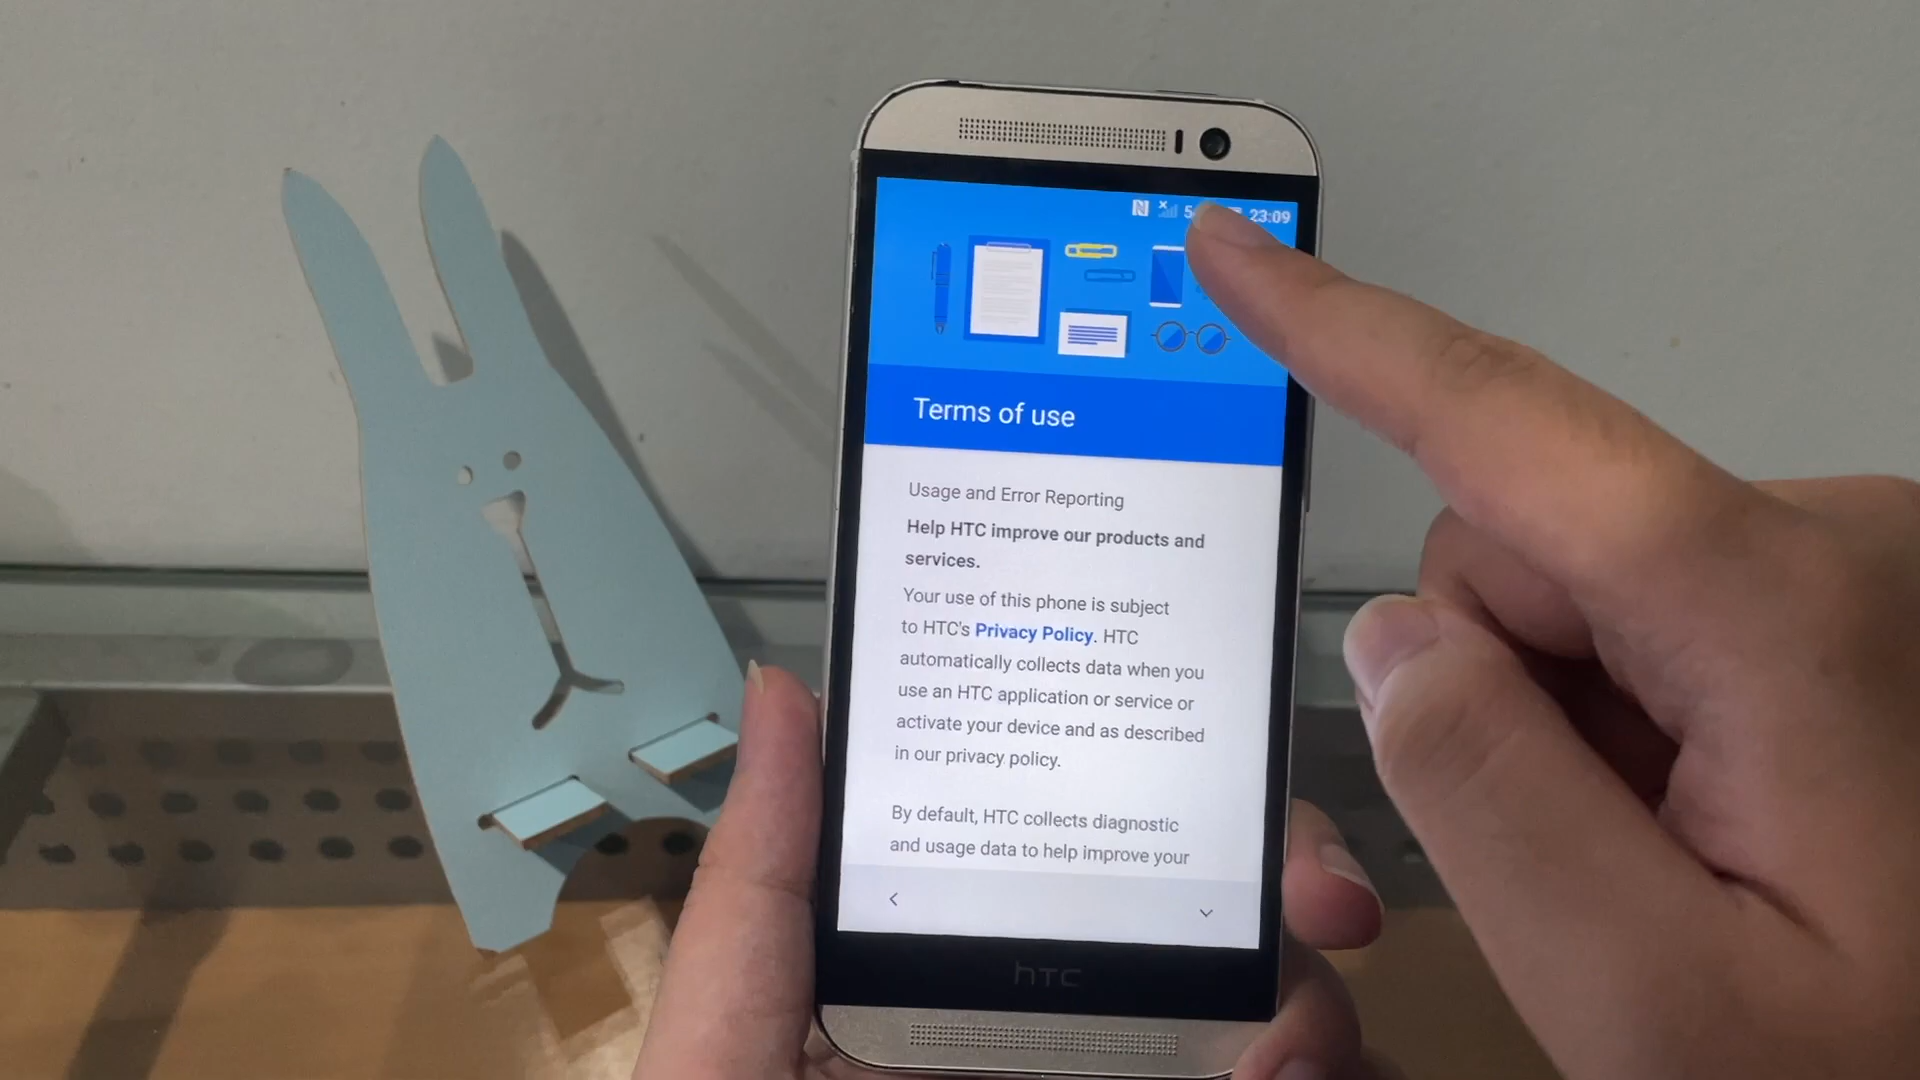 23:09
Terms of use
Usage and Error Reporting
Help HTC improve our products and
services.
Your use of this phone is subject
to HTC's Privacy Policy. HTC
automatically collects data when you
use an HTC application or service or
activate your device and as described
in our privacy policy.
By default, HTC collects diagnostic
and usage data to help improve your
hTC